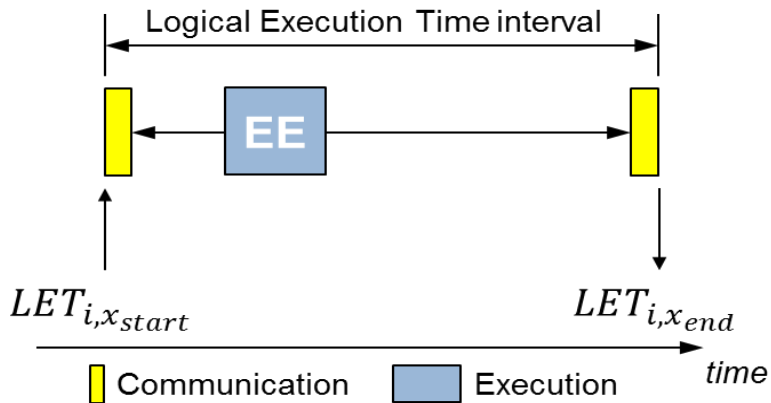 Logical Execution Time interval
EE
LET_{i,x_{start}} LET_{i,x_{end}}
time
Communication Execution